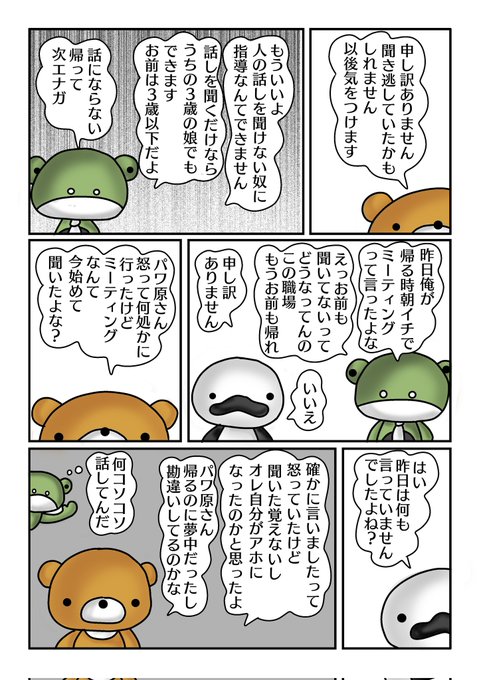 申し訳ありません
聞き逃していたかも
しれません
以後気をつけます
もういいよ
人の話しを聞けない奴に
指導なんてできません
話しを聞くだけなら
うちの3歳の娘でも
できます
お前は3歳以下だよ
話にならない
帰って
次エナガ
昨日俺が
帰る時朝イチで
ミーティング
って言ったよな
えっお前も
聞いてないって
どうなってんの
この職場
もうお前も帰れ
いいえ
申し訳
ありません
パワ原さん
怒って何処かに
行ったけど
ミーティング
なんて
今始めて
聞いたよな?
はい
昨日は何も
言っていません
でしたよね?
確かに言いましたって
怒っていたけど
聞いた覚えないし
オレ自分がアホに
なったのかと思ったよ
パワ原さん
帰るのに夢中だったし
勘違いしてるのかな
何コソコソ
話してんだ